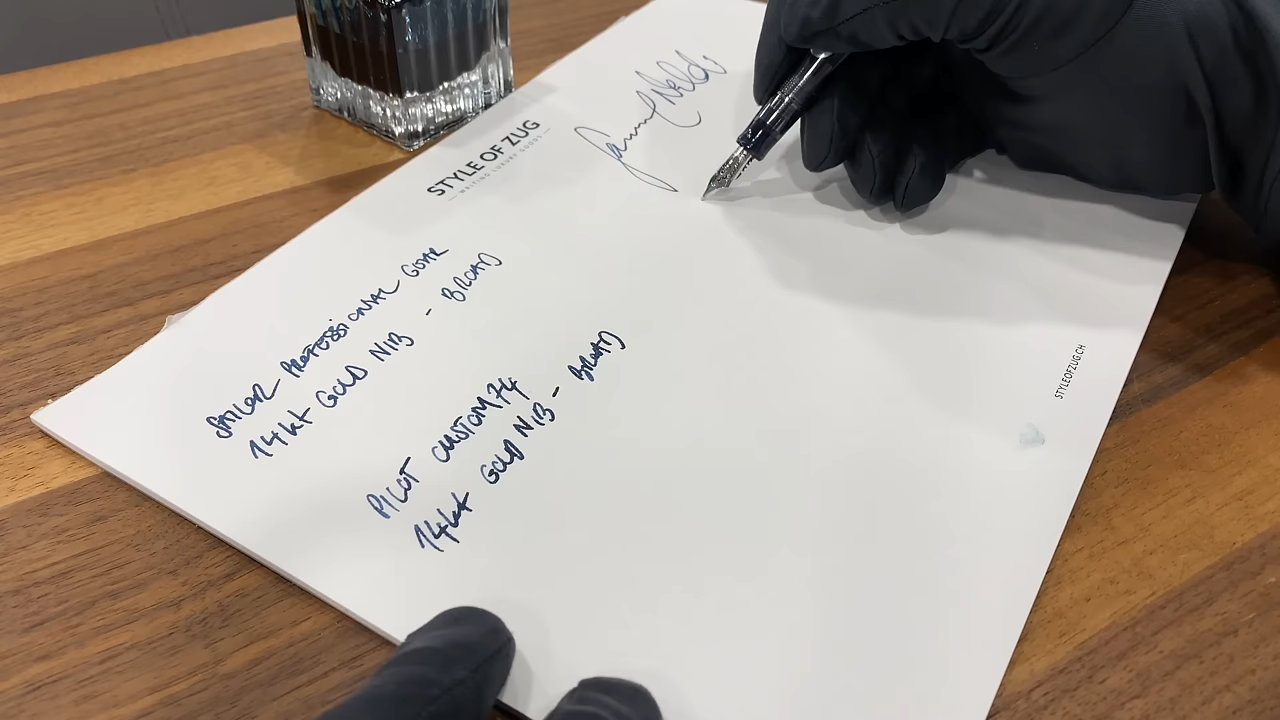 STYLE OF ZUG
— WRITING LUXURY GOODS —
SAILOR PROFESSIONAL GEAR
14kt GOLD NIB - BROAD
PILOT CUSTOM 74
14kt GOLD NIB - BROAD
STYLEOFZUG.CH